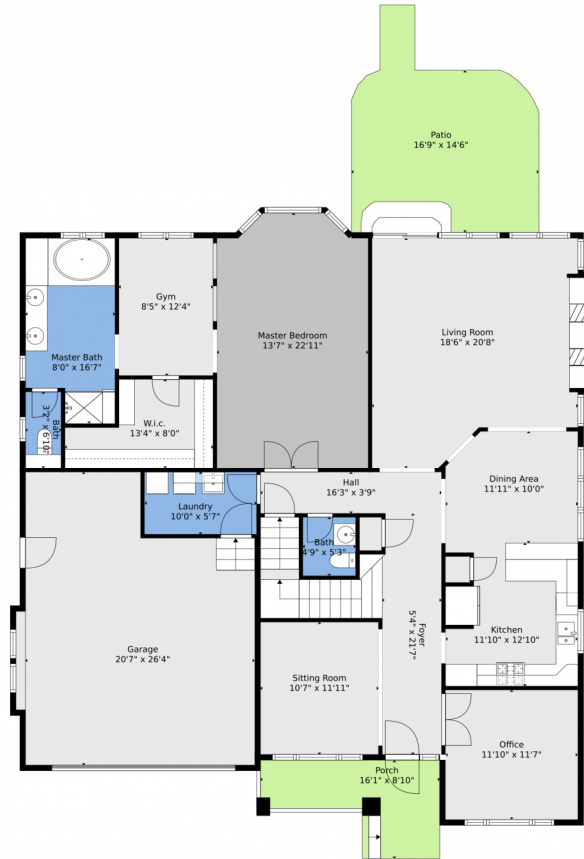 Patio
16'9" x 14'6"
Gym
8'5" x 12'4"
Master Bedroom
13'7" x 22'11"
Living Room
18'6" x 20'8"
Master Bath
8'0" x 16'7"
Bath
3'2" x 6'10"
W.i.c.
13'4" x 8'0"
Hall
16'3" x 3'9"
Dining Area
11'11" x 10'0"
Laundry
10'0" x 5'7"
Bath
4'9" x 5'3"
Foyer
5'4" x 21'7"
Kitchen
11'10" x 12'10"
Garage
20'7" x 26'4"
Sitting Room
10'7" x 11'11"
Office
11'10" x 11'7"
Porch
16'1" x 8'10"